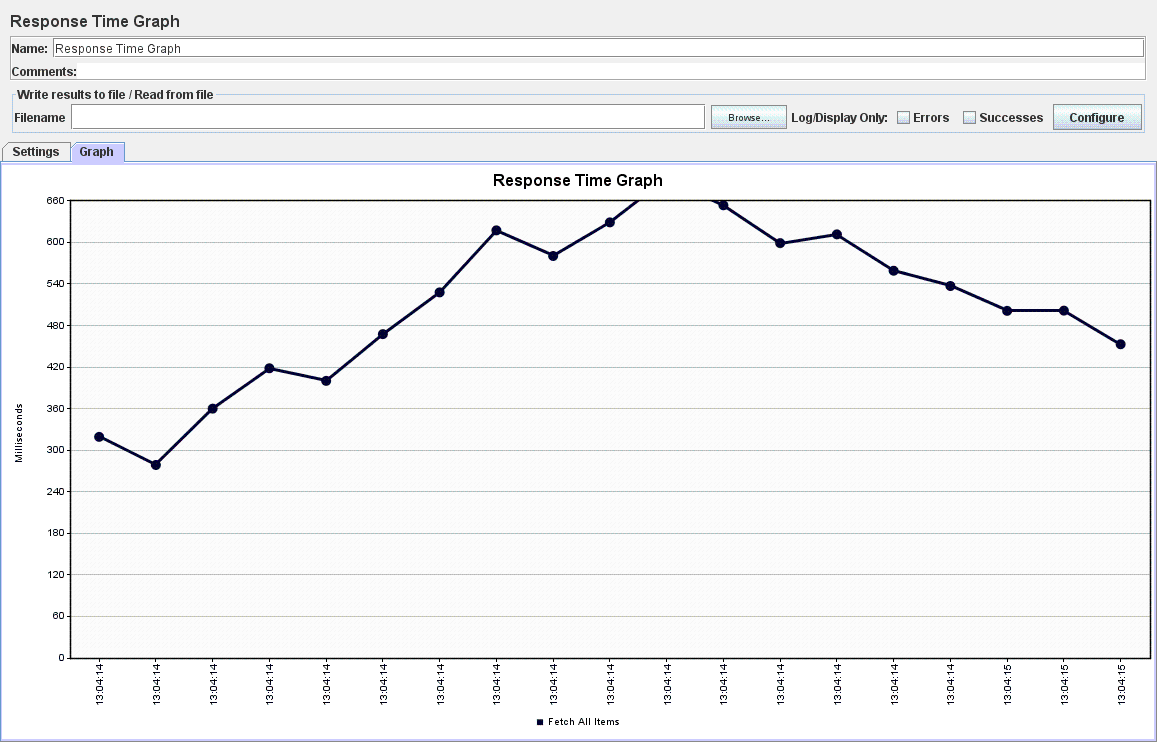 Response Time Graph
Name: Response Time Graph
Comments:
Write results to file / Read from file
Filename Browse... Log/Display Only: Errors Successes Configure
Settings Graph
Response Time Graph
660
600
540
480
420
360
300
240
180
120
60
0
Milliseconds
13:04:14 13:04:14 13:04:14 13:04:14 13:04:14 13:04:14 13:04:14 13:04:14 13:04:14 13:04:14 13:04:14 13:04:14 13:04:14 13:04:14 13:04:14 13:04:14 13:04:15 13:04:15 13:04:15
Fetch All Items